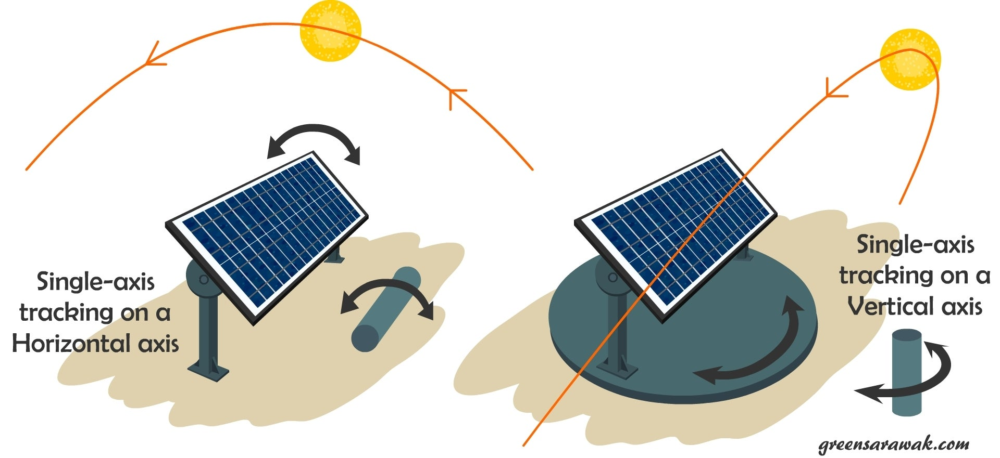 Single-axis
tracking on a
Horizontal axis
Single-axis
tracking on a
Vertical axis
greensarawak.com